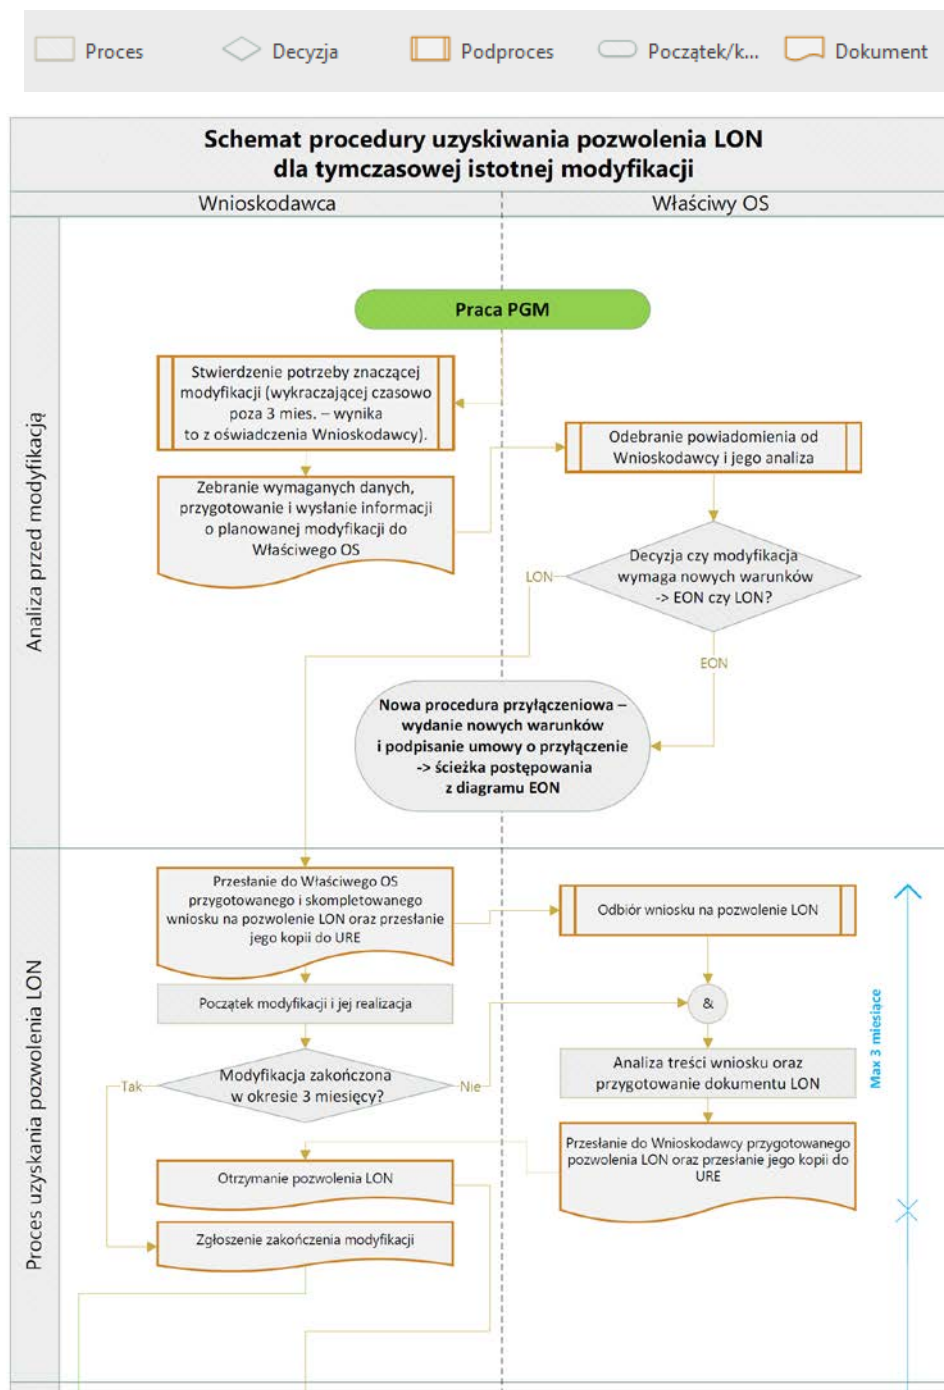 Proces
Decyzja
Podproces
Początek/k...
Dokument
Schemat procedury uzyskiwania pozwolenia LON
dla tymczasowej istotnej modyfikacji
Wnioskodawca
Właściwy OS
Analiza przed modyfikacją
Praca PGM
Stwierdzenie potrzeby znaczącej
modyfikacji (wykraczającej czasowo
poza 3 mies. – wynika
to z oświadczenia Wnioskodawcy).
Odebranie powiadomienia od
Wnioskodawcy i jego analiza
Zebranie wymaganych danych,
przygotowanie i wysłanie informacji
o planowanej modyfikacji do
Właściwego OS
Decyzja czy modyfikacja
wymaga nowych warunków
-> EON czy LON?
LON
EON
Nowa procedura przyłączeniowa –
wydanie nowych warunków
i podpisanie umowy o przyłączenie
-> ścieżka postępowania
z diagramu EON
Proces uzyskania pozwolenia LON
Przesłanie do Właściwego OS
przygotowanego i skompletowanego
wniosku na pozwolenie LON oraz przesłanie
jego kopii do URE
Odbiór wniosku na pozwolenie LON
Początek modyfikacji i jej realizacja
&
Max 3 miesiące
Modyfikacja zakończona
w okresie 3 miesięcy?
Tak
Nie
Analiza treści wniosku oraz
przygotowanie dokumentu LON
Przesłanie do Wnioskodawcy przygotowanego
pozwolenia LON oraz przesłanie jego kopii do
URE
Otrzymanie pozwolenia LON
Zgłoszenie zakończenia modyfikacji